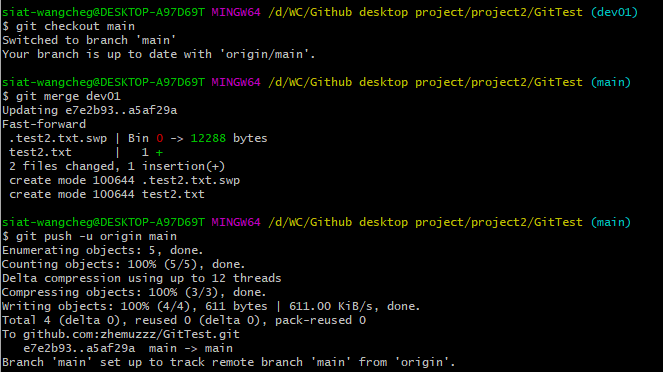 siat-wangcheg@DESKTOP-A97D69T MINGW64 /d/WC/Github desktop project/project2/GitTest (dev01)
$ git checkout main
Switched to branch 'main'
Your branch is up to date with 'origin/main'.
siat-wangcheg@DESKTOP-A97D69T MINGW64 /d/WC/Github desktop project/project2/GitTest (main)
$ git merge dev01
Updating e7e2b93..a5af29a
Fast-forward
.test2.txt.swp | Bin 0 -> 12288 bytes
test2.txt      |   1 +
2 files changed, 1 insertion(+)
create mode 100644 .test2.txt.swp
create mode 100644 test2.txt
siat-wangcheg@DESKTOP-A97D69T MINGW64 /d/WC/Github desktop project/project2/GitTest (main)
$ git push -u origin main
Enumerating objects: 5, done.
Counting objects: 100% (5/5), done.
Delta compression using up to 12 threads
Compressing objects: 100% (3/3), done.
Writing objects: 100% (4/4), 611 bytes | 611.00 KiB/s, done.
Total 4 (delta 0), reused 0 (delta 0), pack-reused 0
To github.com:zhemuzzz/GitTest.git
e7e2b93..a5af29a  main -> main
Branch 'main' set up to track remote branch 'main' from 'origin'.